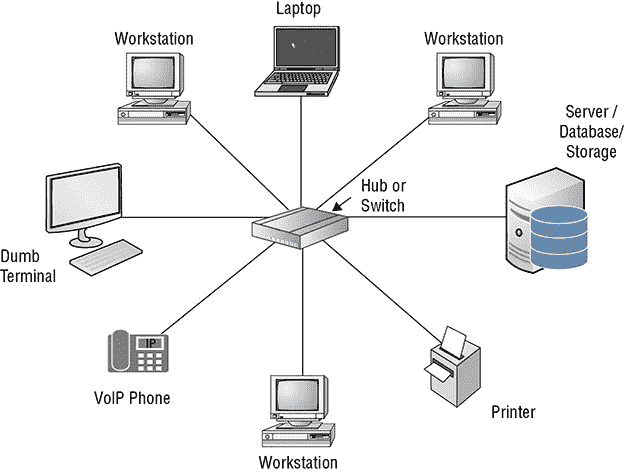 Laptop
Workstation
Workstation
Server /
Database/
Storage
Hub or
Switch
Dumb
Terminal
IP
VoIP Phone
Printer
Workstation